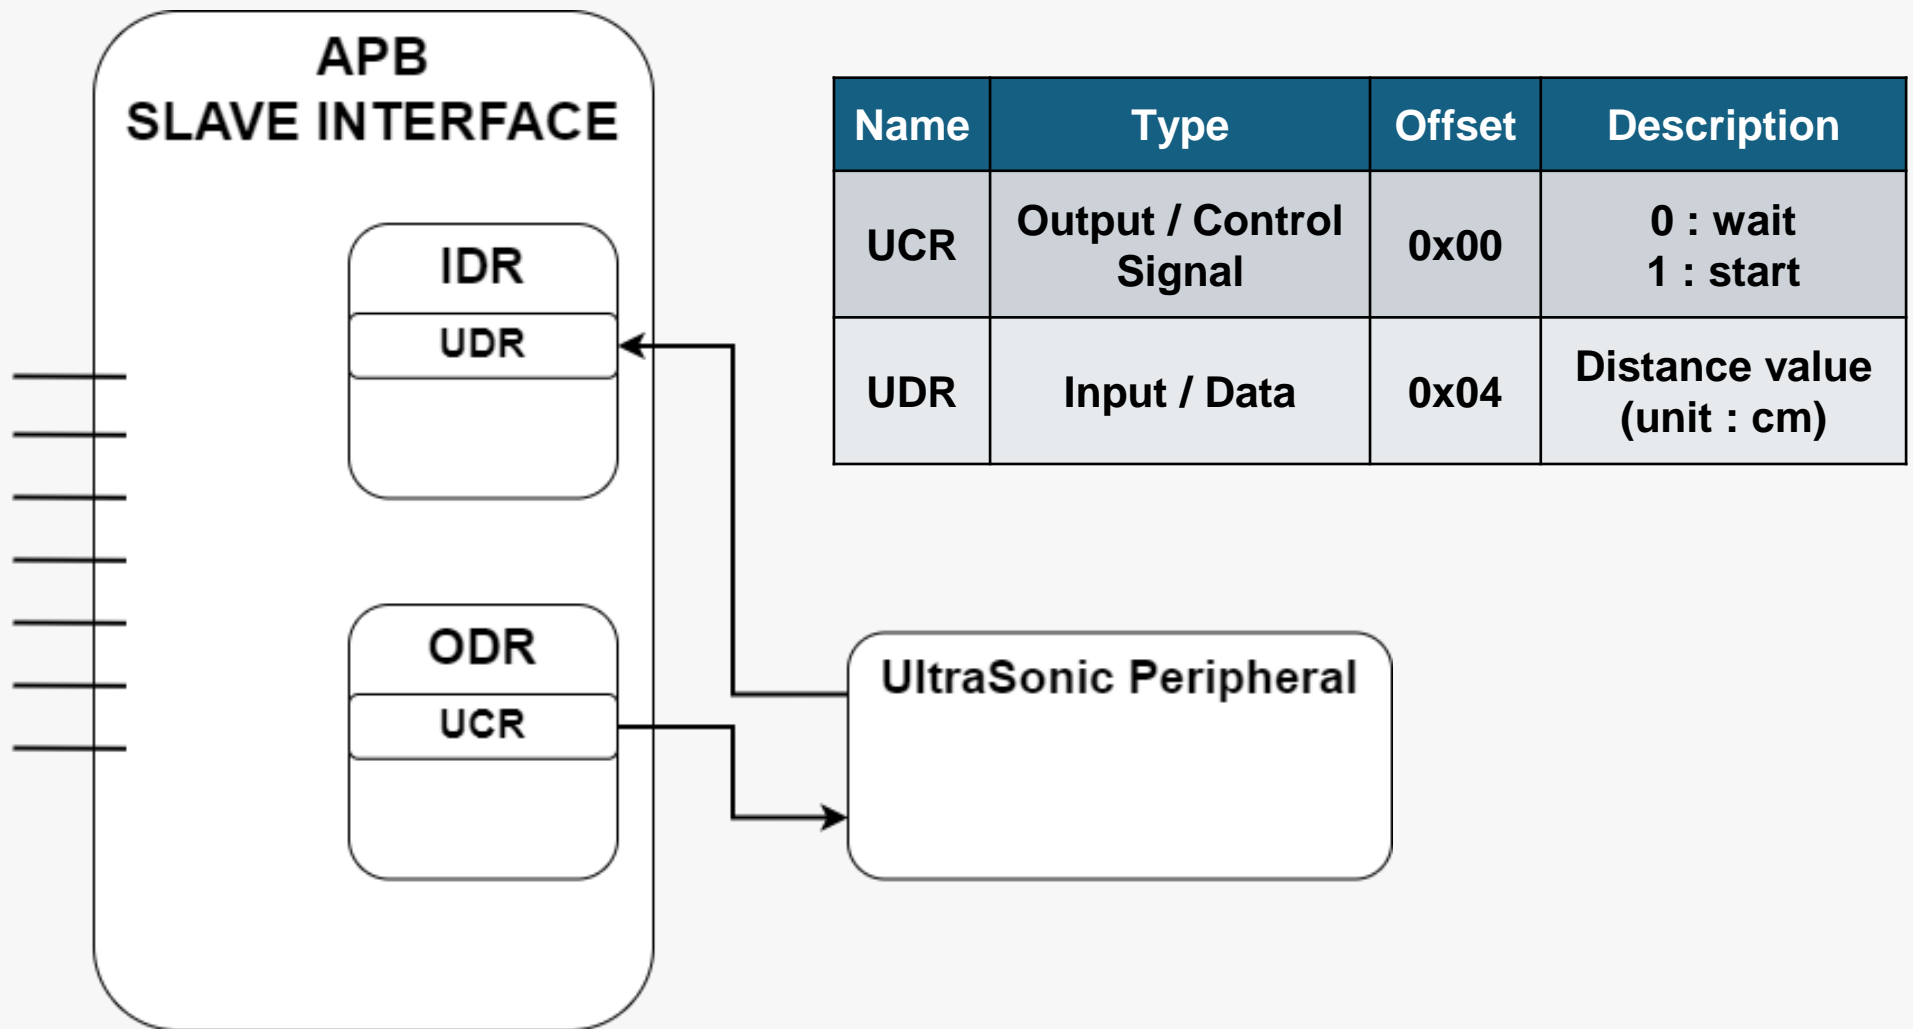 APB
SLAVE INTERFACE
IDR
UDR
ODR
UCR
UltraSonic Peripheral
Name Type Offset Description
UCR Output / Control Signal 0x00 0 : wait
1 : start
UDR Input / Data 0x04 Distance value
(unit : cm)